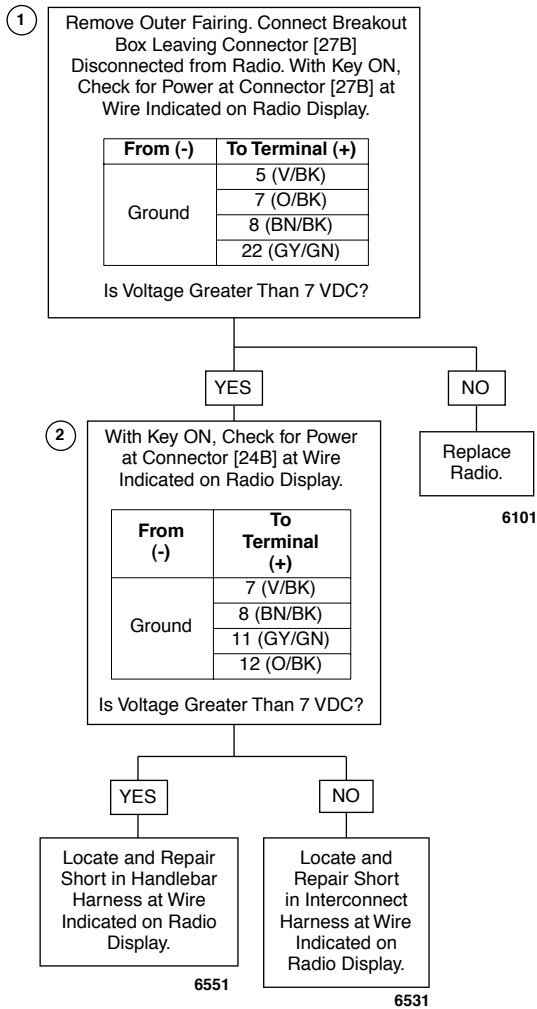 1
Remove Outer Fairing. Connect Breakout
Box Leaving Connector [27B]
Disconnected from Radio. With Key ON,
Check for Power at Connector [27B] at
Wire Indicated on Radio Display.
From (-) To Terminal (+)
Ground
5 (V/BK)
7 (O/BK)
8 (BN/BK)
22 (GY/GN)
Is Voltage Greater Than 7 VDC?
YES
NO
Replace
Radio.
6101
2
With Key ON, Check for Power
at Connector [24B] at Wire
Indicated on Radio Display.
From
(-)
To
Terminal
(+)
Ground
7 (V/BK)
8 (BN/BK)
11 (GY/GN)
12 (O/BK)
Is Voltage Greater Than 7 VDC?
YES
NO
Locate and Repair
Short in Handlebar
Harness at Wire
Indicated on Radio
Display.
6551
Locate and
Repair Short
in Interconnect
Harness at Wire
Indicated on
Radio Display.
6531